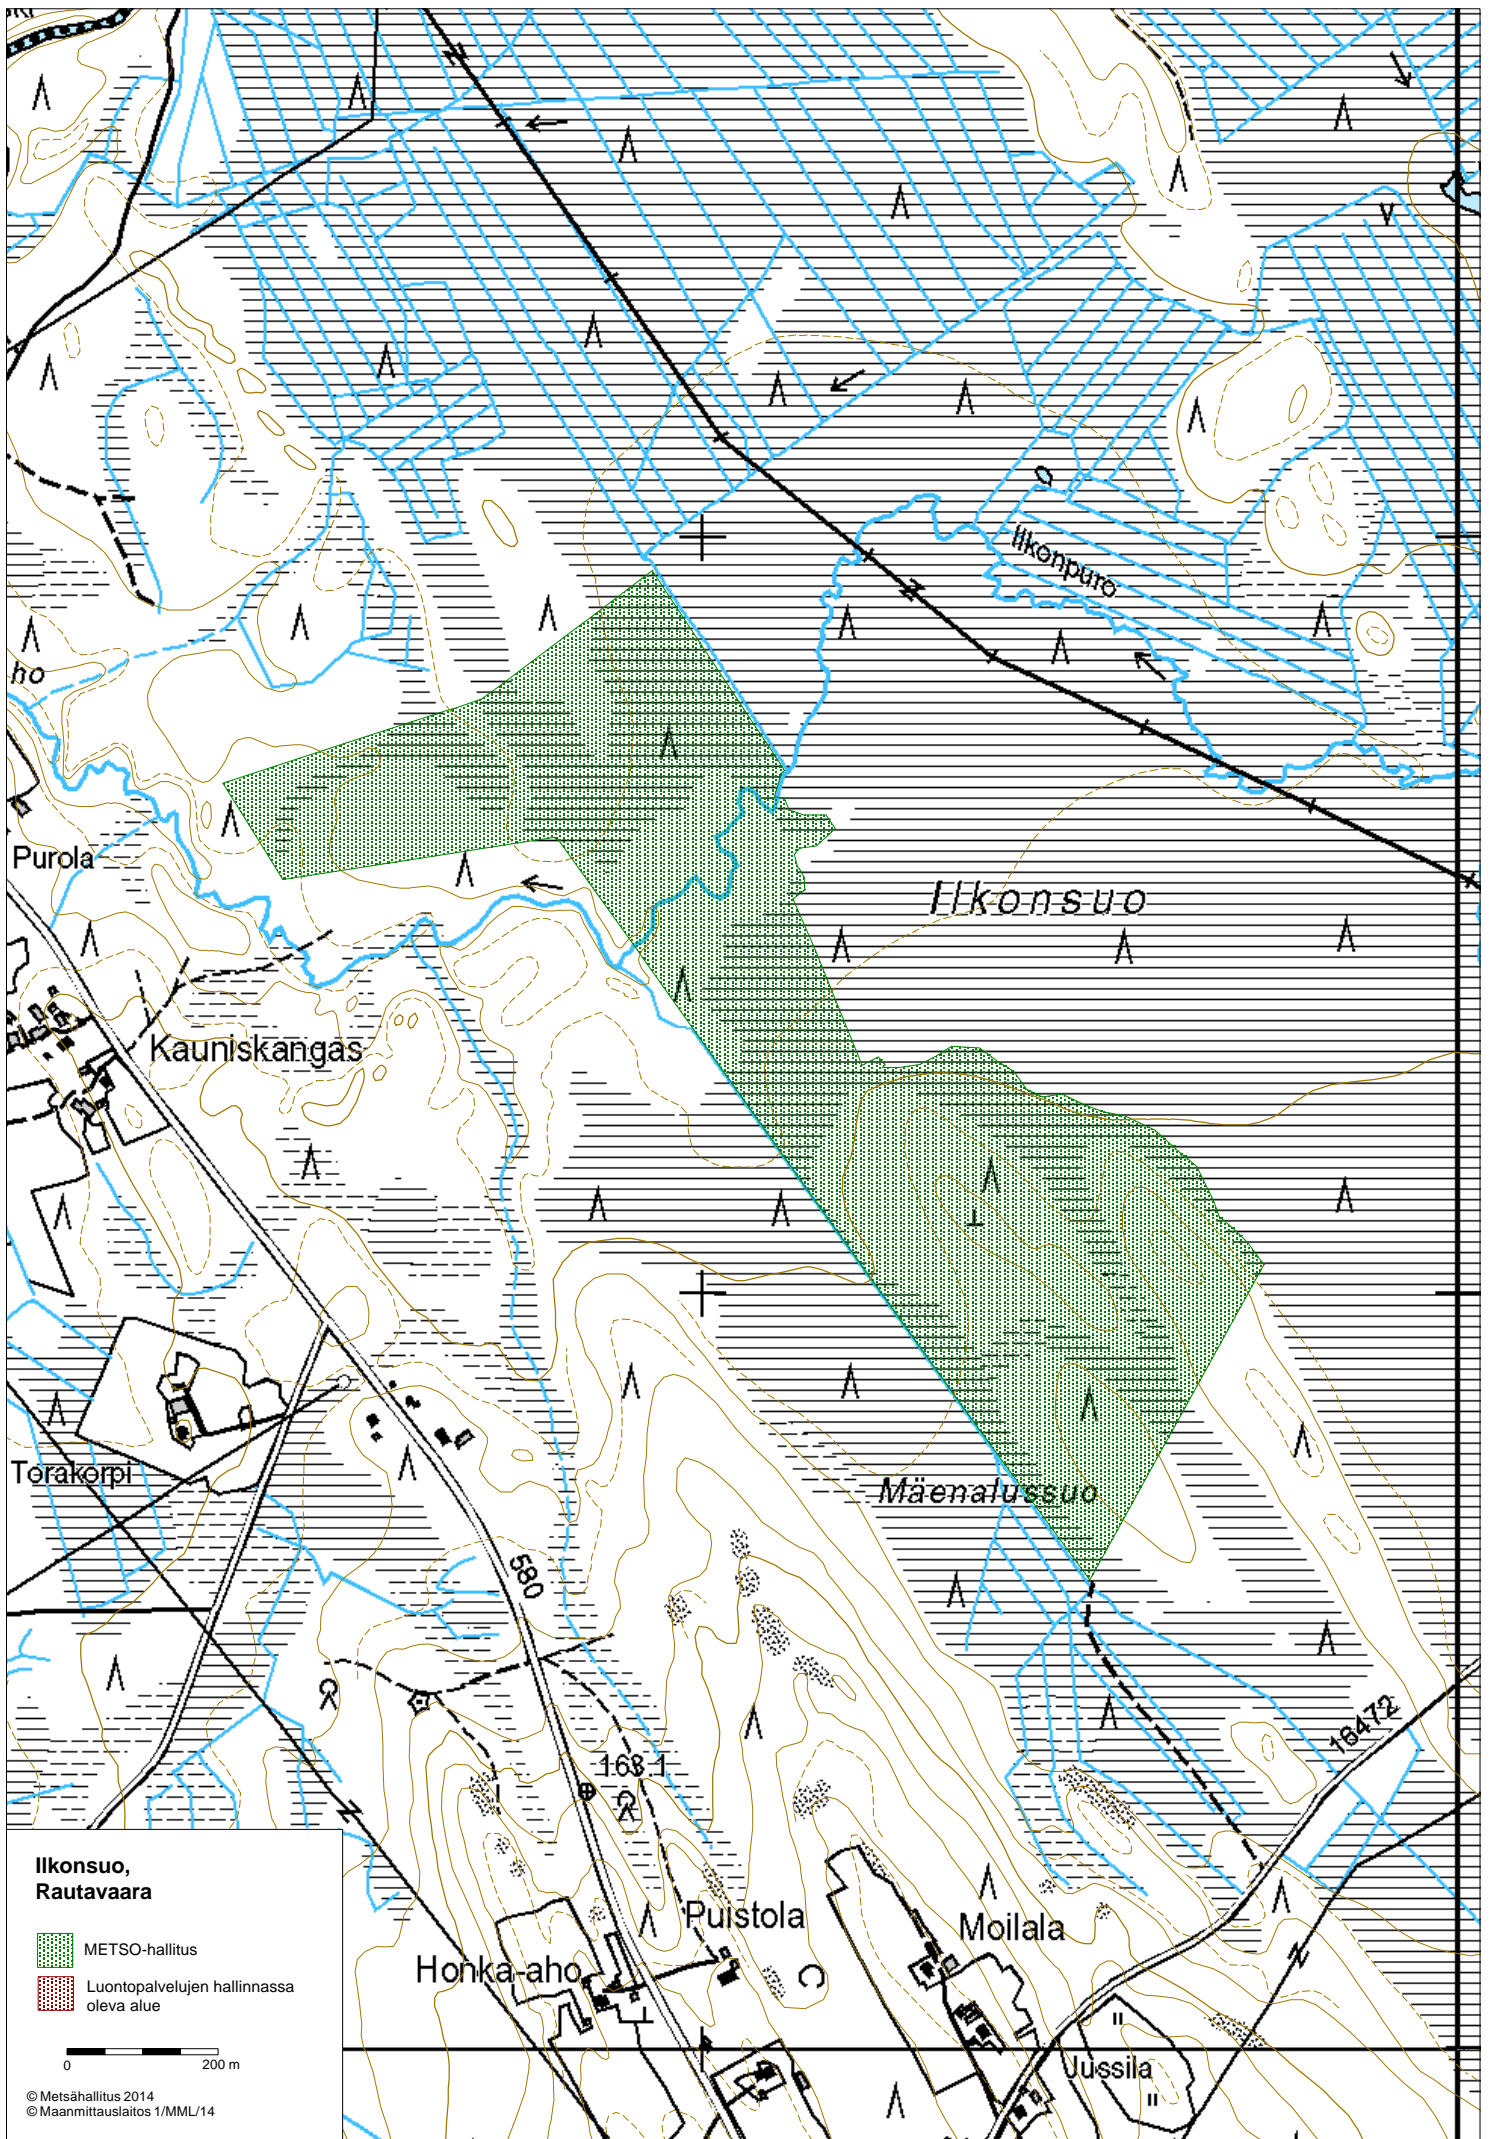 Ilkonpuro
ho
Purola
Ilkonsuo
Kauniskangas
Torakorpi
Mäenalussuo
580
16472
163.1
Puistola
Moilala
Honka-aho
Jussila
Ilkonsuo,
Rautavaara
METSO-hallitus
Luontopalvelujen hallinnassa
oleva alue
0 200 m
© Metsähallitus 2014
© Maanmittauslaitos 1/MML/14